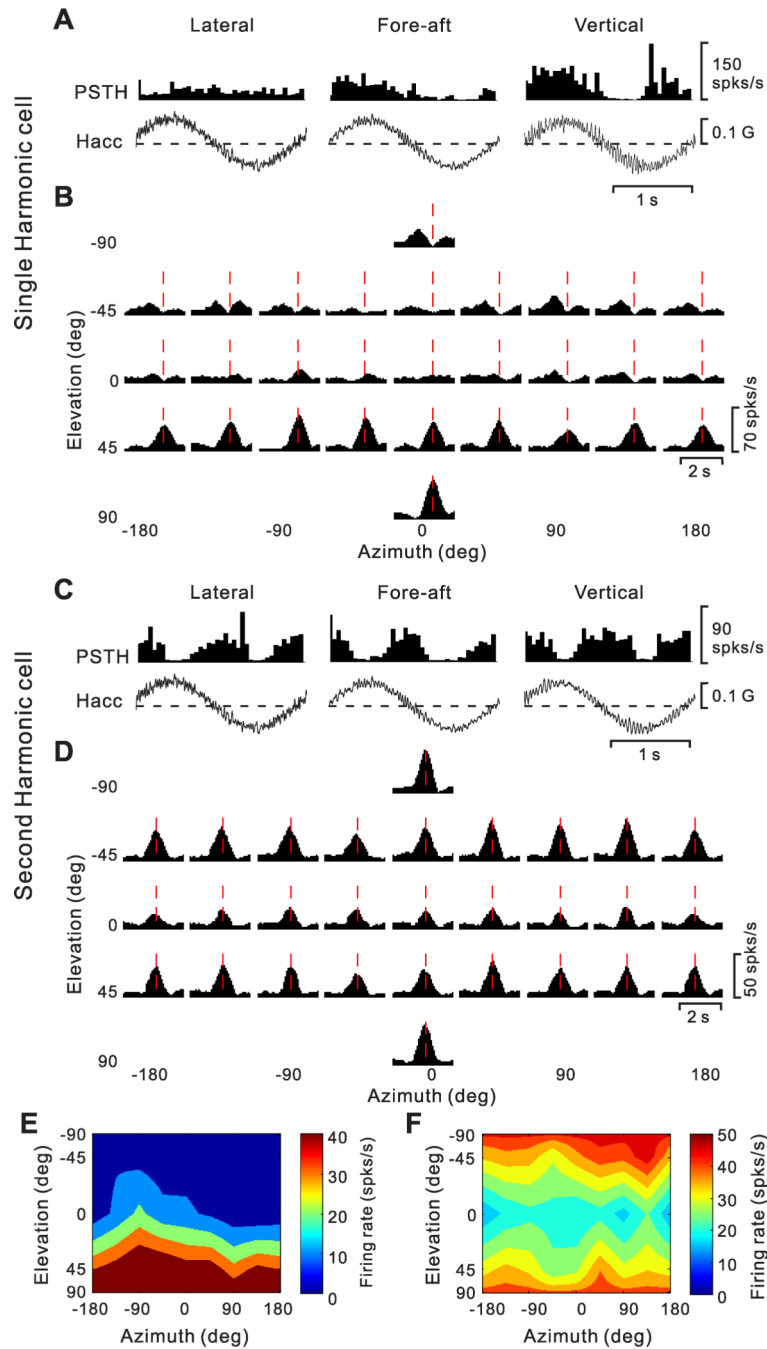 A
Lateral Fore-aft Vertical
PSTH
150
spks/s
Hacc
0.1 G
1 s
Single Harmonic cell
B
-90
-45
0
45
90
Elevation (deg)
70 spks/s
2 s
-180 -90 0 90 180
Azimuth (deg)
C
Lateral Fore-aft Vertical
PSTH
90
spks/s
Hacc
0.1 G
1 s
Second Harmonic cell
D
-90
-45
0
45
90
Elevation (deg)
50 spks/s
2 s
-180 -90 0 90 180
Azimuth (deg)
E
-90
-45
0
45
90
Elevation (deg)
-180 -90 0 90 180
Azimuth (deg)
40
30
20
10
0
Firing rate (spks/s)
F
-90
-45
0
45
90
Elevation (deg)
-180 -90 0 90 180
Azimuth (deg)
50
40
30
20
10
0
Firing rate (spks/s)